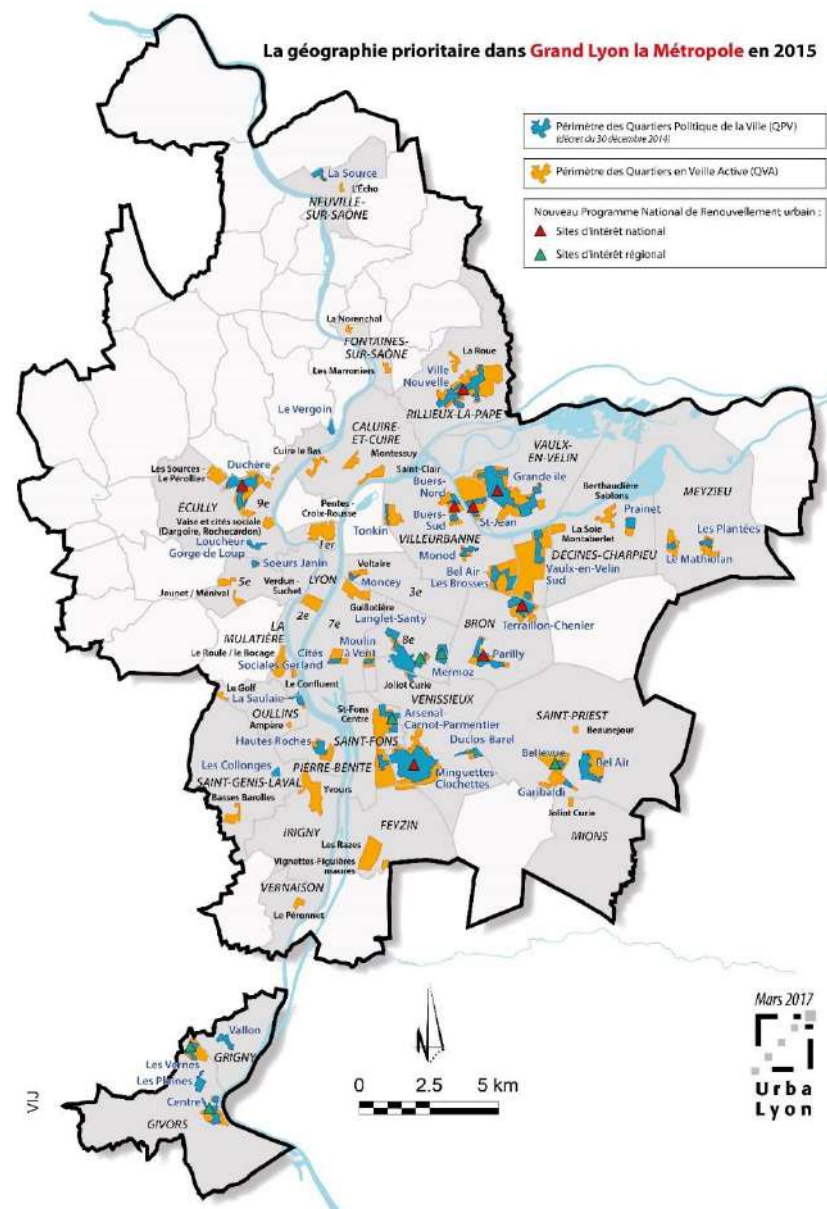 La géographie prioritaire dans Grand Lyon la Métropole en 2015
Périmètre des Quartiers Politique de la Ville (QPV)
(décret du 30 décembre 2014)
Périmètre des Quartiers en Veille Active (QVA)
Nouveau Programme National de Renouvellement urbain :
Sites d'intérêt national
Sites d'intérêt régional
La Source
L'Écho
NEUVILLE-
SUR-SAÔNE
La Norenchal
FONTAINES-
SUR-SAÔNE
Les Marroniers
La Roue
Ville
Nouvelle
RILLIEUX-LA-PAPE
Le Vergoin
CALUIRE-
ET-CUIRE
Cuire le Bas
Montessuy
VAULX-
EN-VELIN
Les Sources -
Le Pérollier
Duchère
Saint-Clair
Buers-
Nord
Grande ile
Berthaudière
Sablons
MEYZIEU
ÉCULLY
9e
Pentes -
Croix-Rousse
Buers-
Sud
St-Jean
Prainet
Vaise et cités sociale
(Dargoire, Rochecardon)
1er
Tonkin
VILLEURBANNE
La Soie
Montaberlet
Les Plantées
Loucheur
Gorge de Loup
Monod
DÉCINES-CHARPIEU
Le Mathiolan
Soeurs Janin
Voltaire
Bel Air
Les Brosses
Vaulx-en-Velin
Sud
5e
Verdun -
Suchet
LYON
Moncey
3e
Jeunet / Ménival
Guillotière
2e
7e
Langlet-Santy
BRON
Terraillon-Chenier
LA
MULATIÈRE
Moulin
à Vent
8e
Le Roule / le Bocage
Cités
Sociales Gerland
Mermoz
Parilly
Le Confluent
Joliot Curie
Le Golf
La Saulaie
VÉNISSIEUX
OULLINS
St-Fons
Centre
Arsenal
Carnot-Parmentier
SAINT-PRIEST
Ampère
Beausejour
Hautes Roches
SAINT-FONS
Duclos-Barel
Bellevue
Les Collonges
PIERRE-BENITE
Bel Air
SAINT-GENIS-LAVAL
Minguettes-
Clochettes
Garibaldi
Basses Barolles
Yvours
Joliot Curie
IRIGNY
FEYZIN
MIONS
Les Razes
Vignettes-Figuières
maures
VERNAISON
Le Péronnet
Mars 2017
Vallon
GRIGNY
Les Vernes
Les Plaines
N
0 2.5 5 km
Centre
Urba
Lyon
GIVORS
VIJ